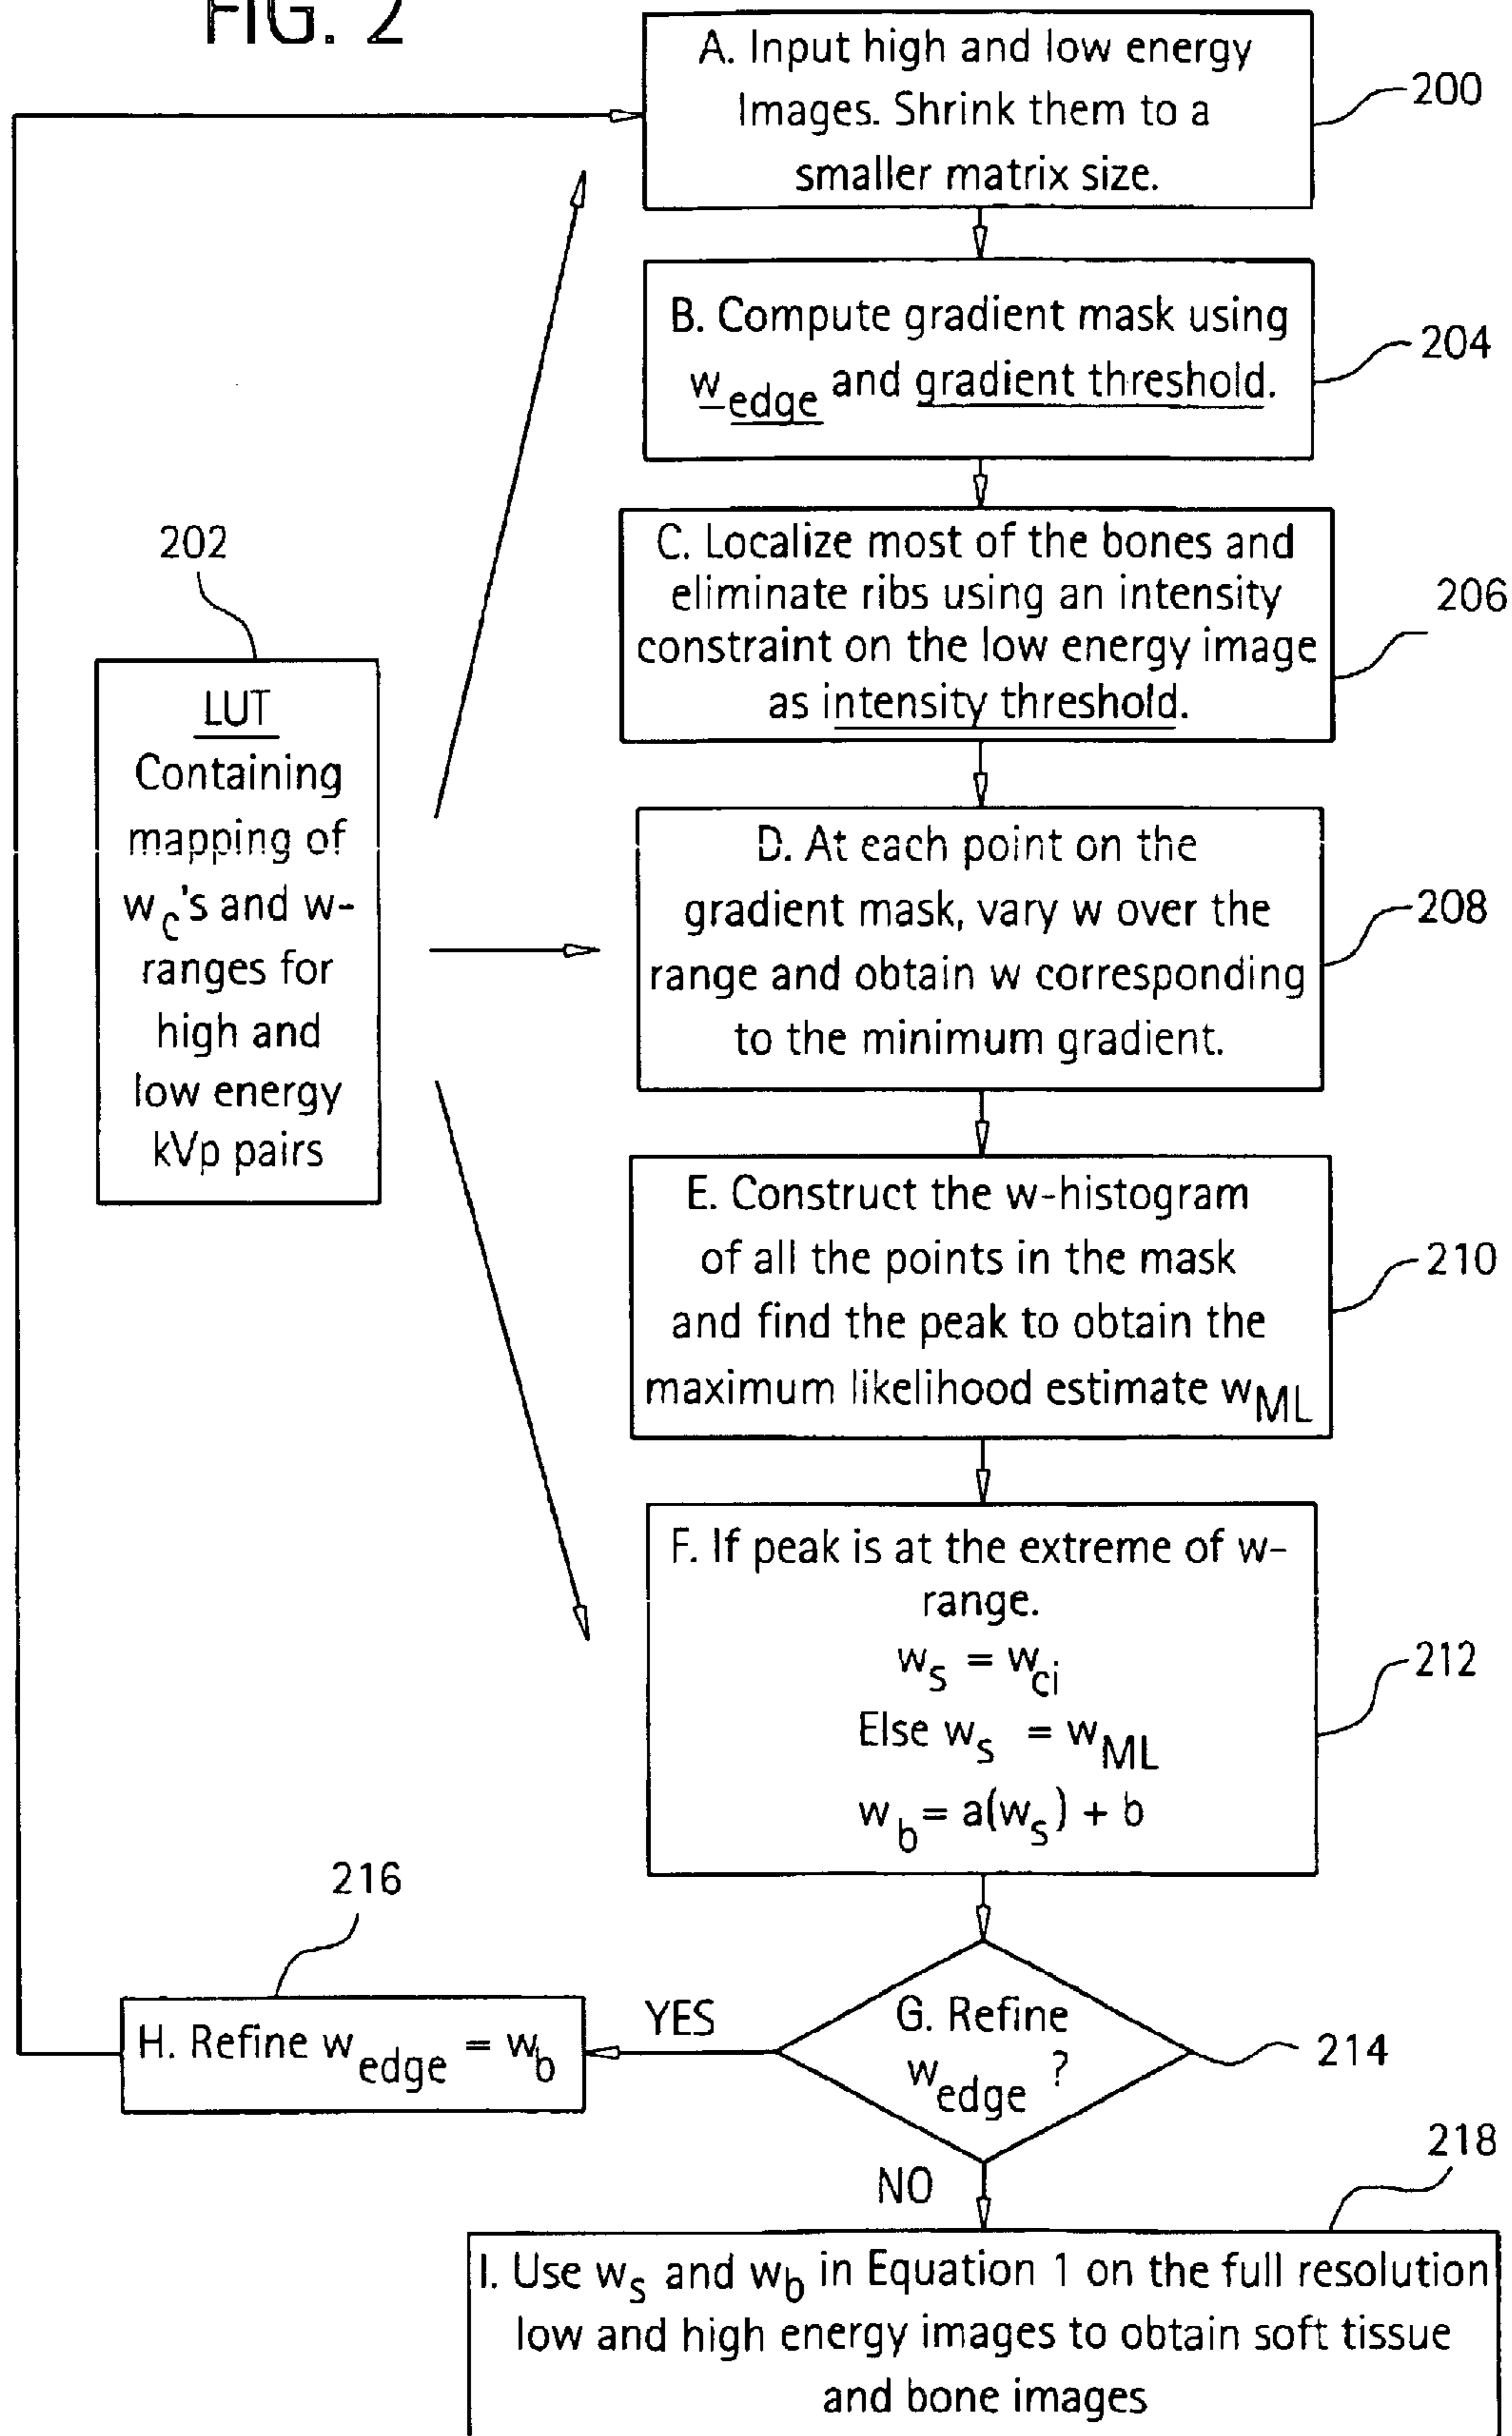 FIG. 2
A. Input high and low energy
Images. Shrink them to a
smaller matrix size.
200
B. Compute gradient mask using
w edge and gradient threshold.
204
C. Localize most of the bones and
eliminate ribs using an intensity
constraint on the low energy image
as intensity threshold.
206
202
LUT
Containing
mapping of
wc's and w-
ranges for
high and
low energy
kVp pairs
D. At each point on the
gradient mask, vary w over the
range and obtain w corresponding
to the minimum gradient.
208
E. Construct the w-histogram
of all the points in the mask
and find the peak to obtain the
maximum likelihood estimate wML
210
F. If peak is at the extreme of w-
range.
ws = wci
Else ws = wML
wb = a(ws) + b
212
216
H. Refine w edge = wb
YES
G. Refine
w edge ?
214
NO
218
I. Use ws and wb in Equation 1 on the full resolution
low and high energy images to obtain soft tissue
and bone images